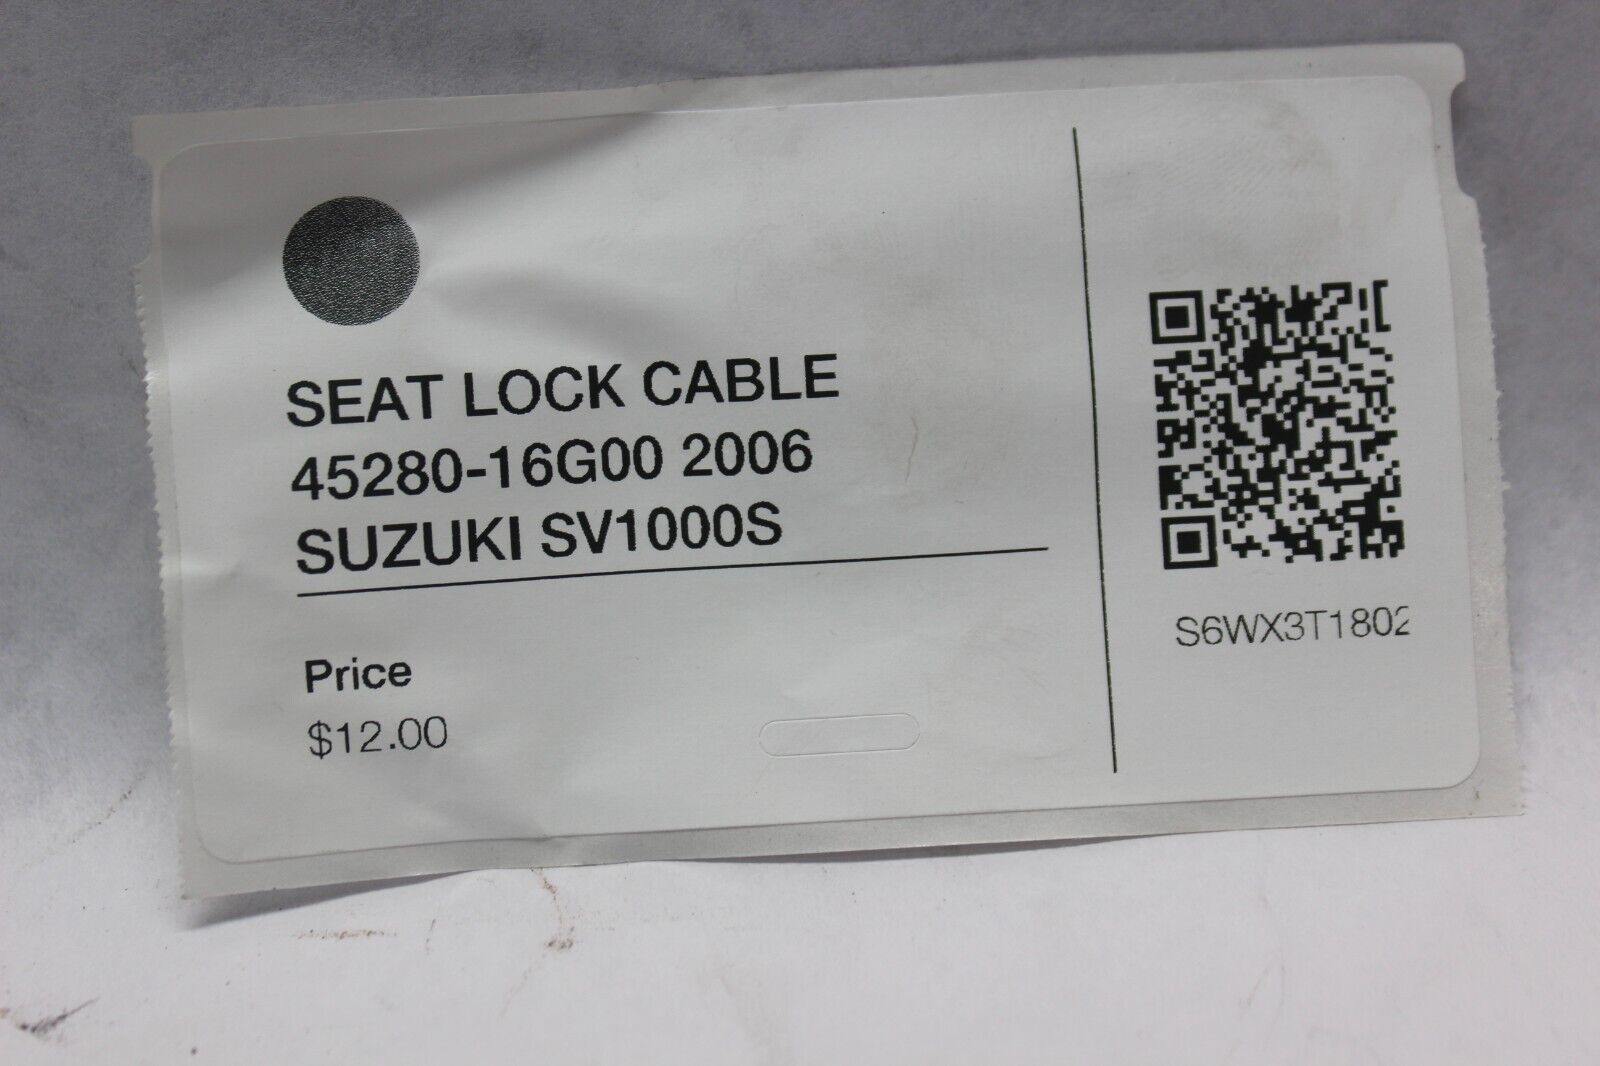 SEAT LOCK CABLE
45280-16G00 2006
SUZUKI SV1000S
Price
$12.00
S6WX3T1802